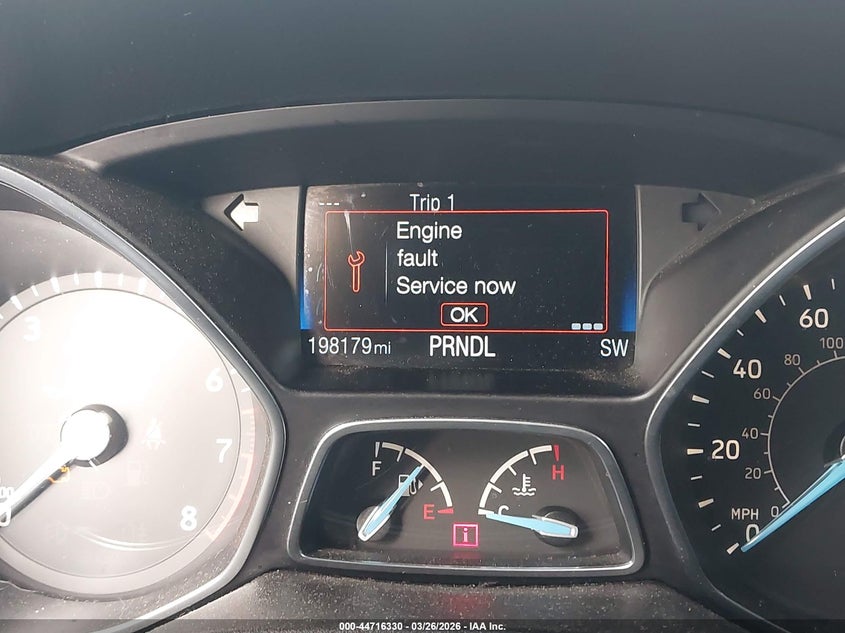 --- Trip 1
Engine
fault
Service now
OK
198179mi PRNDL SW
3
6
7
8
F
E
C
H
i
60
40
20
0
MPH
100
80
60
40
20
0
000-44716330 - 03/26/2026 - IAA Inc.